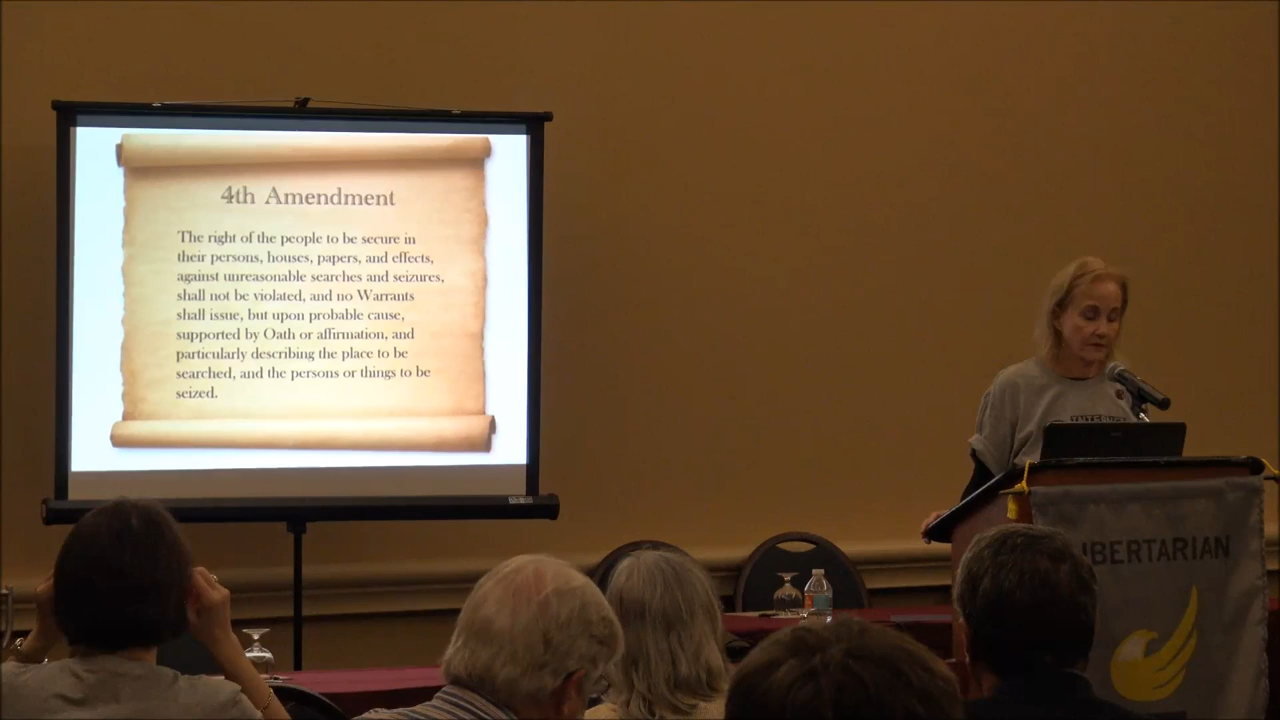 4th Amendment
The right of the people to be secure in
their persons, houses, papers, and effects,
against unreasonable searches and seizures,
shall not be violated, and no Warrants
shall issue, but upon probable cause,
supported by Oath or affirmation, and
particularly describing the place to be
searched, and the persons or things to be
seized.
IBERTARIAN